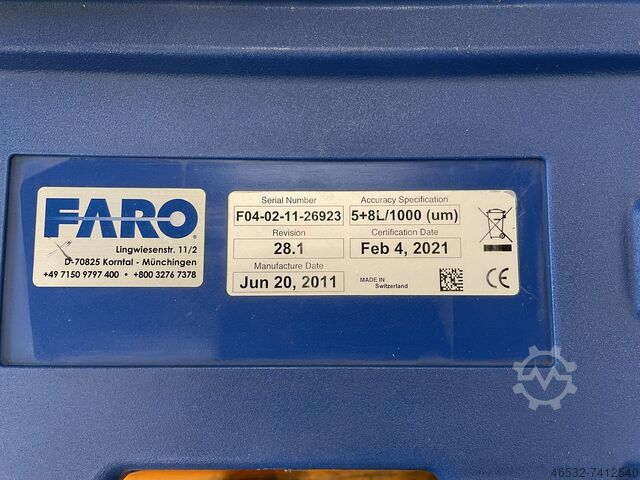 FARO
Lingwiesenstr. 11/2
D-70825 Korntal - Münchingen
+49 7150 9797 400 • +800 3276 7378
Serial Number
F04-02-11-26923
Revision
28.1
Manufacture Date
Jun 20, 2011
Accuracy Specification
5+8L/1000 (um)
Certification Date
Feb 4, 2021
MADE IN
Switzerland
CE
46532-7412540